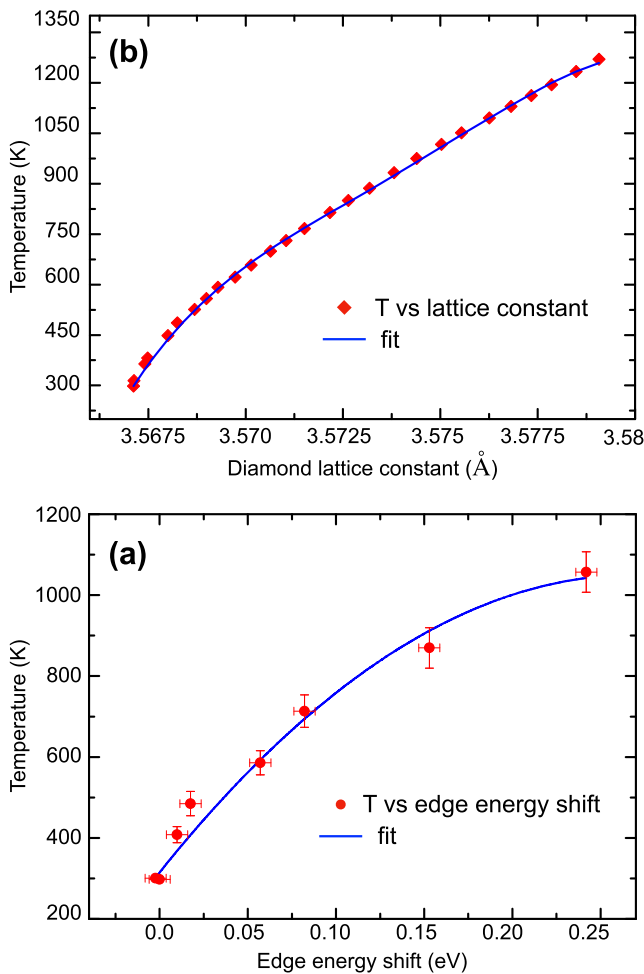 1350
(b)
1200
1050
900
750
600
450
300
Temperature (K)
T vs lattice constant
fit
3.5675 3.570 3.5725 3.575 3.5775 3.58
Diamond lattice constant (Å)
1200
(a)
1000
800
600
400
200
Temperature (K)
T vs edge energy shift
fit
0.0 0.05 0.10 0.15 0.20 0.25
Edge energy shift (eV)